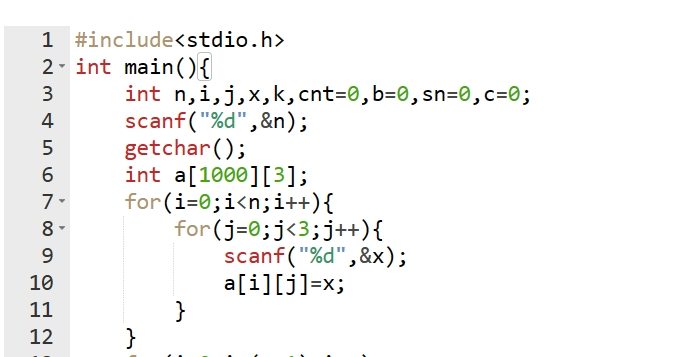 1 #include<stdio.h>
2 int main(){
3 int n,i,j,x,k,cnt=0,b=0,sn=0,c=0;
4 scanf("%d",&n);
5 getchar();
6 int a[1000][3];
7 for(i=0;i<n;i++){
8 for(j=0;j<3;j++){
9 scanf("%d",&x);
10 a[i][j]=x;
11 }
12 }